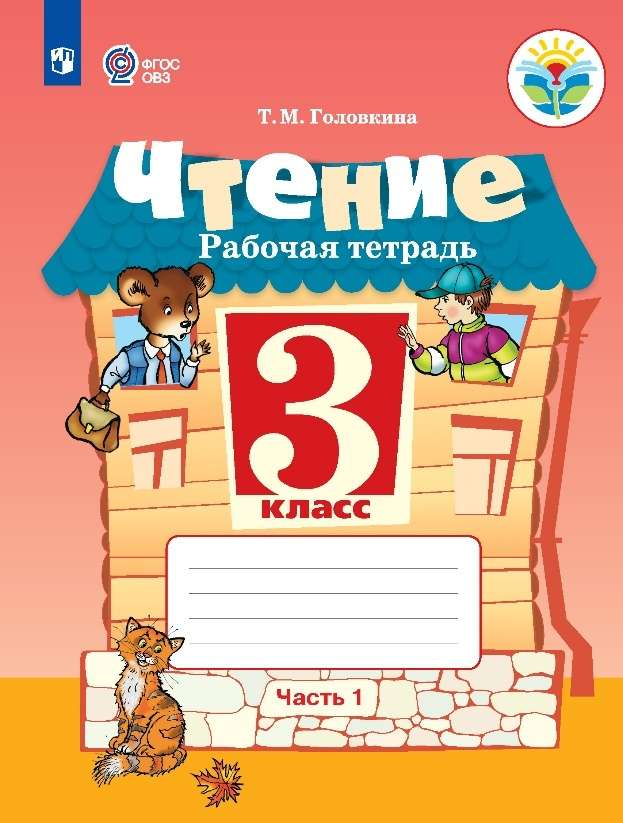 ФГОС
ОВЗ
Т. М. Головкина
Чтение
Рабочая тетрадь
3
класс
Часть 1